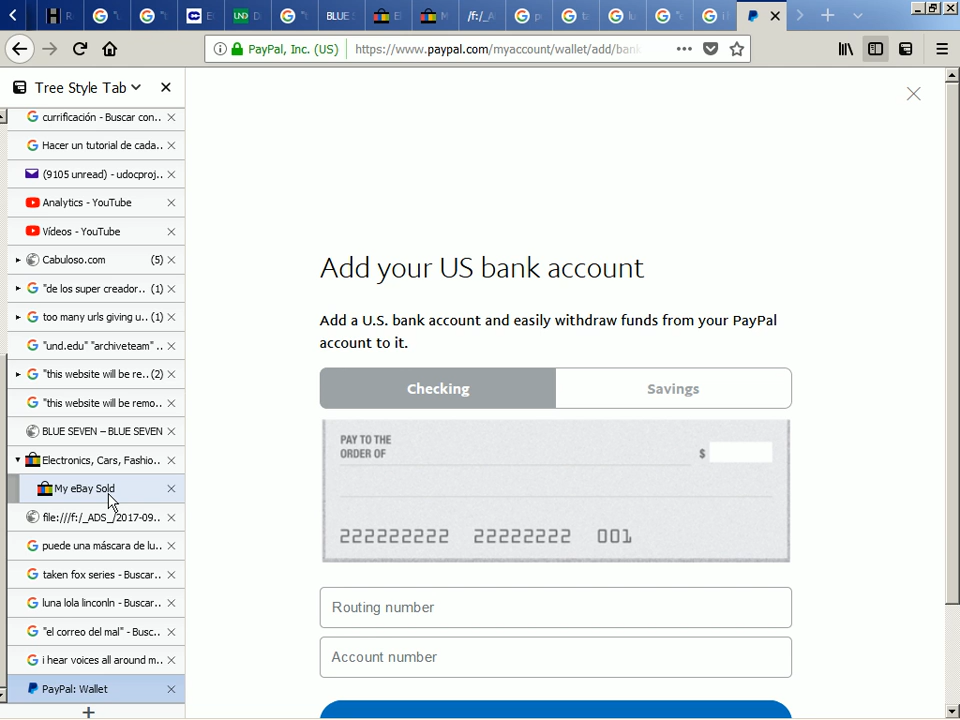 BLUE S
/f:/_A
PayPal, Inc. (US)
https://www.paypal.com/myaccount/wallet/add/bank
Tree Style Tab
currificación - Buscar con..
Hacer un tutorial de cada..
(9105 unread) - udocproj..
Analytics - YouTube
Vídeos - YouTube
Cabuloso.com (5)
"de los super creador.. (1)
too many urls giving u.. (1)
"und.edu" "archiveteam" ..
"this website will be re.. (2)
"this website will be remo..
BLUE SEVEN – BLUE SEVEN
Electronics, Cars, Fashio..
My eBay Sold
file:///f:/_ADS_/2017-09..
puede una máscara de lu..
taken fox series - Buscar..
luna lola linconln - Buscar..
"el correo del mal" - Busc..
i hear voices all around m..
PayPal: Wallet
Add your US bank account
Add a U.S. bank account and easily withdraw funds from your PayPal
account to it.
Checking
Savings
PAY TO THE
ORDER OF
$
222222222 22222222 001
Routing number
Account number